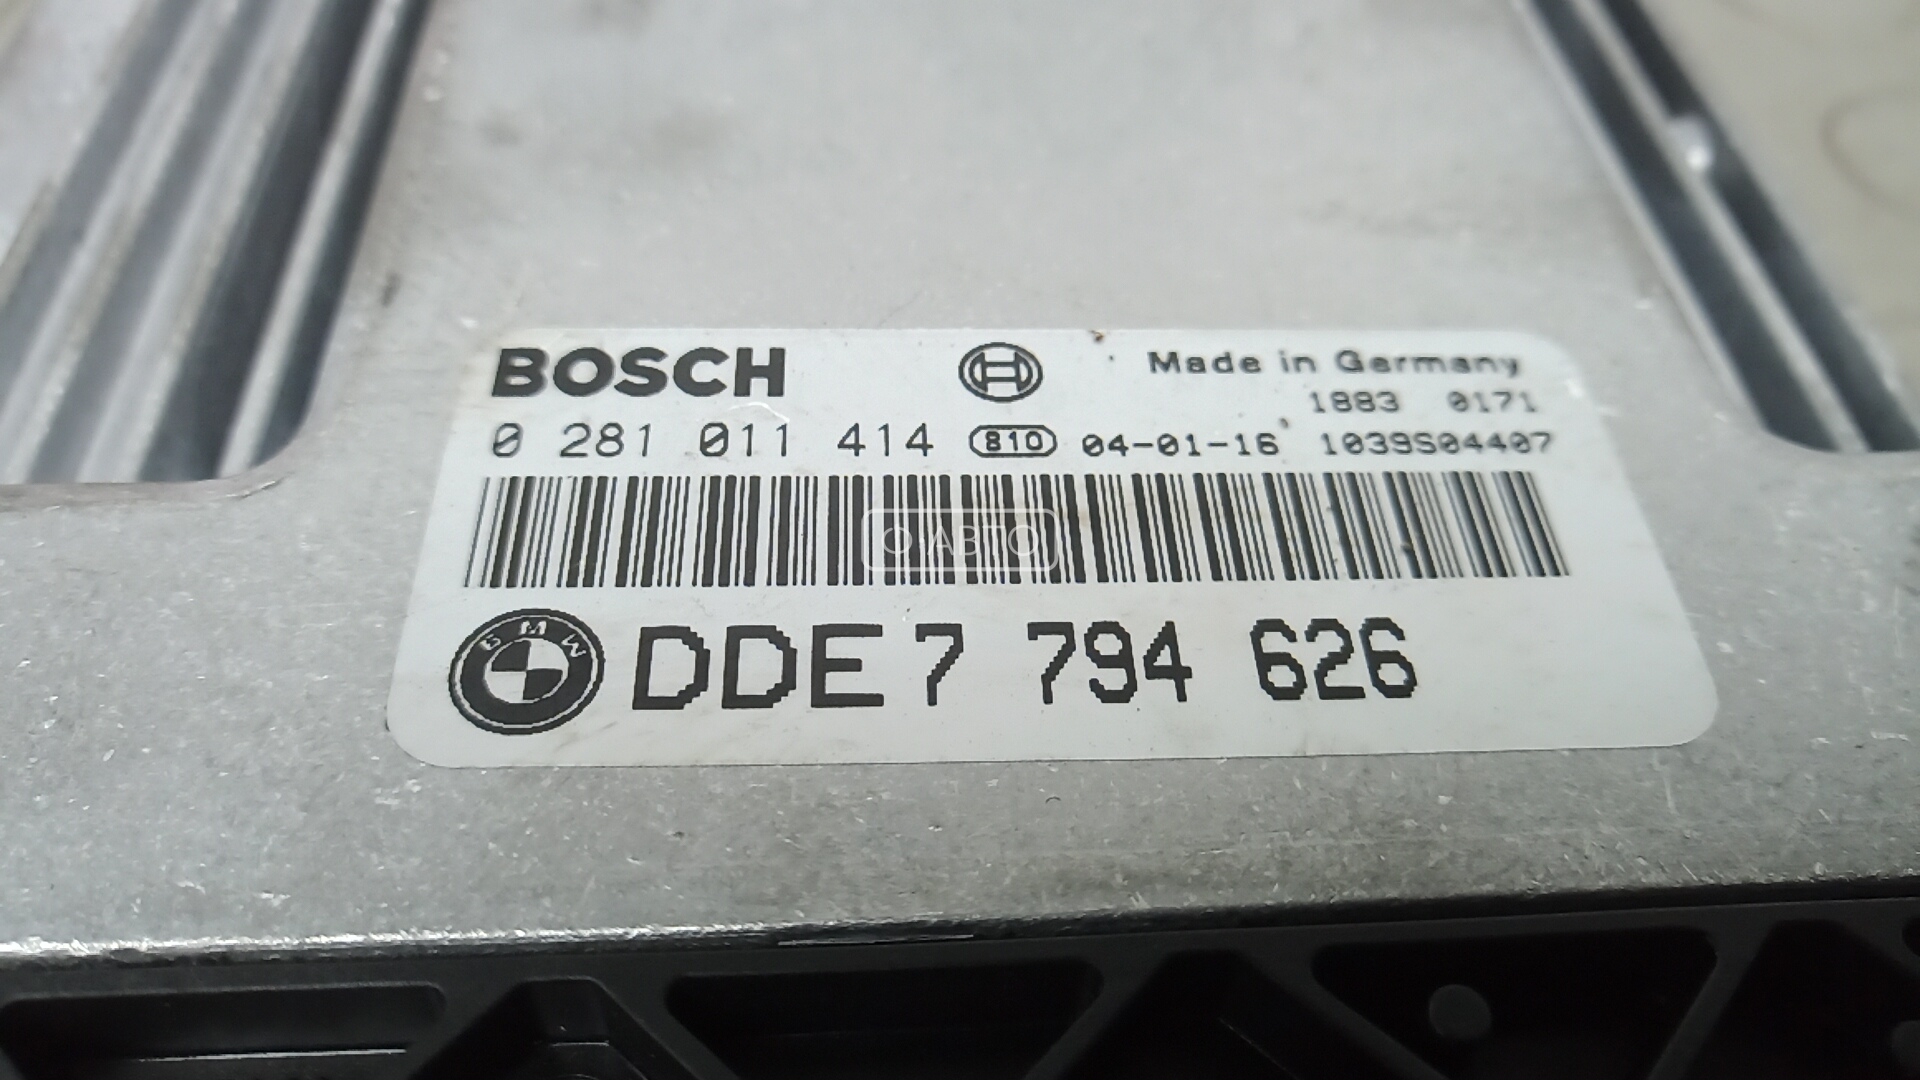 BOSCH Made in Germany
1883 0171
0 281 011 414 810 04-01-16 1039S04407
О·АВТО
BMW DDE 7 794 626